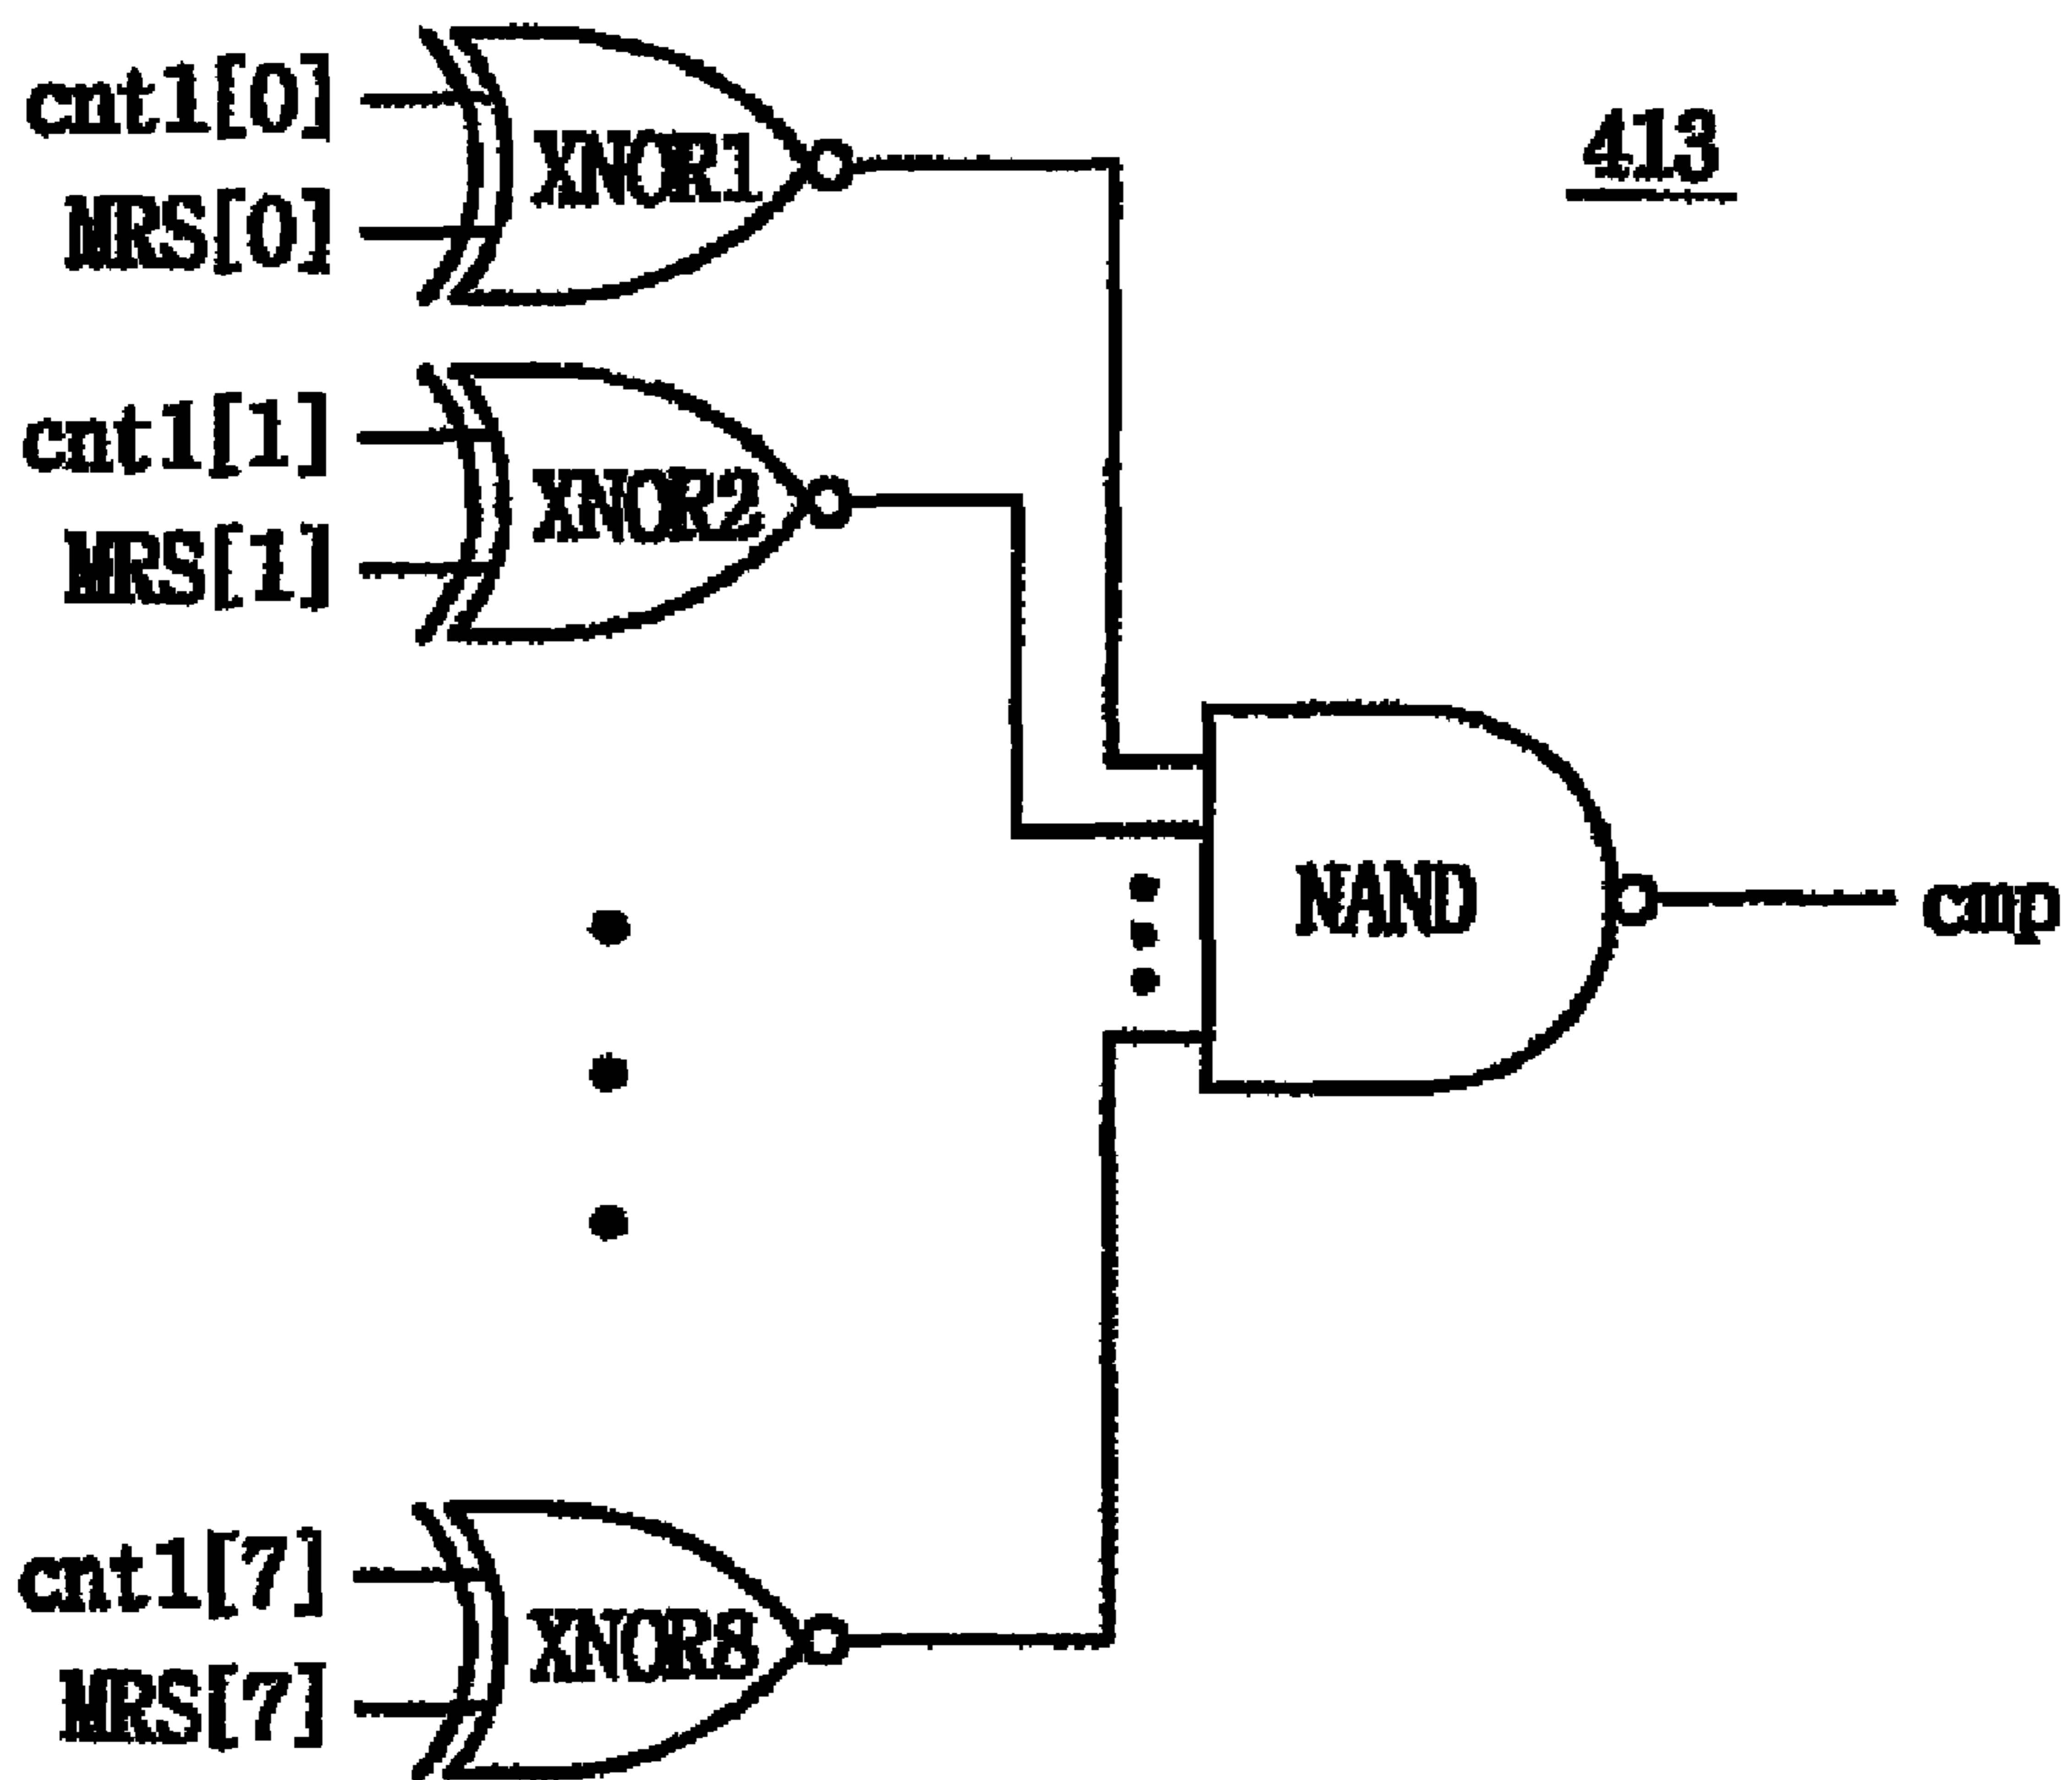 cnt1[0]
MRS[0]
XNOR1
413
cnt1[1]
MRS[1]
XNOR2
NAND
cmp
cnt1[7]
MRS[7]
XNOR8